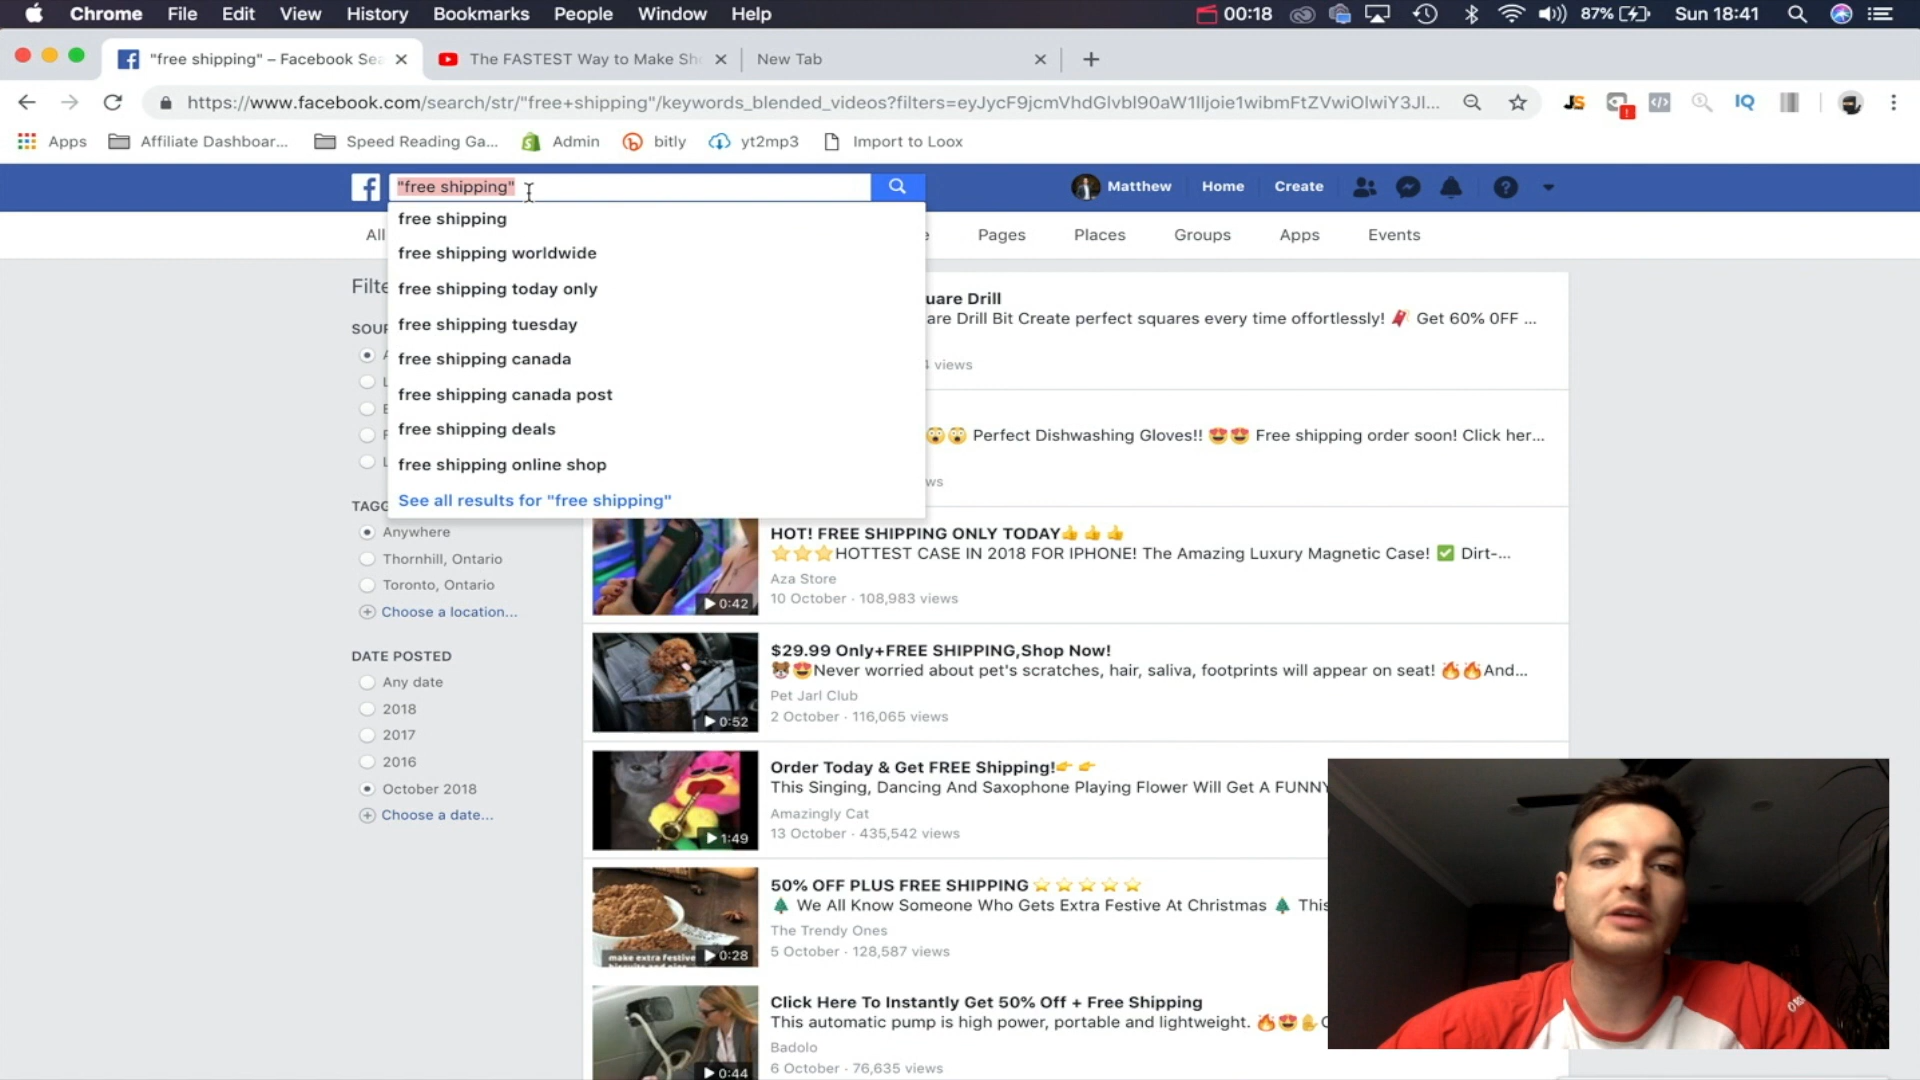 Chrome File Edit View History Bookmarks People Window Help 00:18 87% Sun 18:41
"free shipping" – Facebook Sea The FASTEST Way to Make Sho New Tab
https://www.facebook.com/search/str/"free+shipping"/keywords_blended_videos?filters=
Apps Affiliate Dashboar... Speed Reading Ga... Admin bitly yt2mp3 Import to Loox
"free shipping" Matthew Home Create
free shipping
free shipping worldwide
free shipping today only
free shipping tuesday
free shipping canada
free shipping canada post
free shipping deals
free shipping online shop
See all results for "free shipping"
All Pages Places Groups Apps Events
Filte
SOUR
TAGG
Anywhere
Thornhill, Ontario
Toronto, Ontario
Choose a location...
DATE POSTED
Any date
2018
2017
2016
October 2018
Choose a date...
uare Drill
are Drill Bit Create perfect squares every time effortlessly! Get 60% 0FF ...
views
Perfect Dishwashing Gloves!! Free shipping order soon! Click her...
ws
HOT! FREE SHIPPING ONLY TODAY
HOTTEST CASE IN 2018 FOR IPHONE! The Amazing Luxury Magnetic Case! Dirt-...
Aza Store
10 October · 108,983 views
0:42
$29.99 Only+FREE SHIPPING,Shop Now!
Never worried about pet's scratches, hair, saliva, footprints will appear on seat! And...
Pet Jarl Club
2 October · 116,065 views
0:52
Order Today & Get FREE Shipping!
This Singing, Dancing And Saxophone Playing Flower Will Get A FUNNY
Amazingly Cat
13 October · 435,542 views
1:49
50% OFF PLUS FREE SHIPPING
We All Know Someone Who Gets Extra Festive At Christmas This
The Trendy Ones
5 October · 128,587 views
make extra festive
0:28
Click Here To Instantly Get 50% Off + Free Shipping
This automatic pump is high power, portable and lightweight.
Badolo
6 October · 76,635 views
0:44